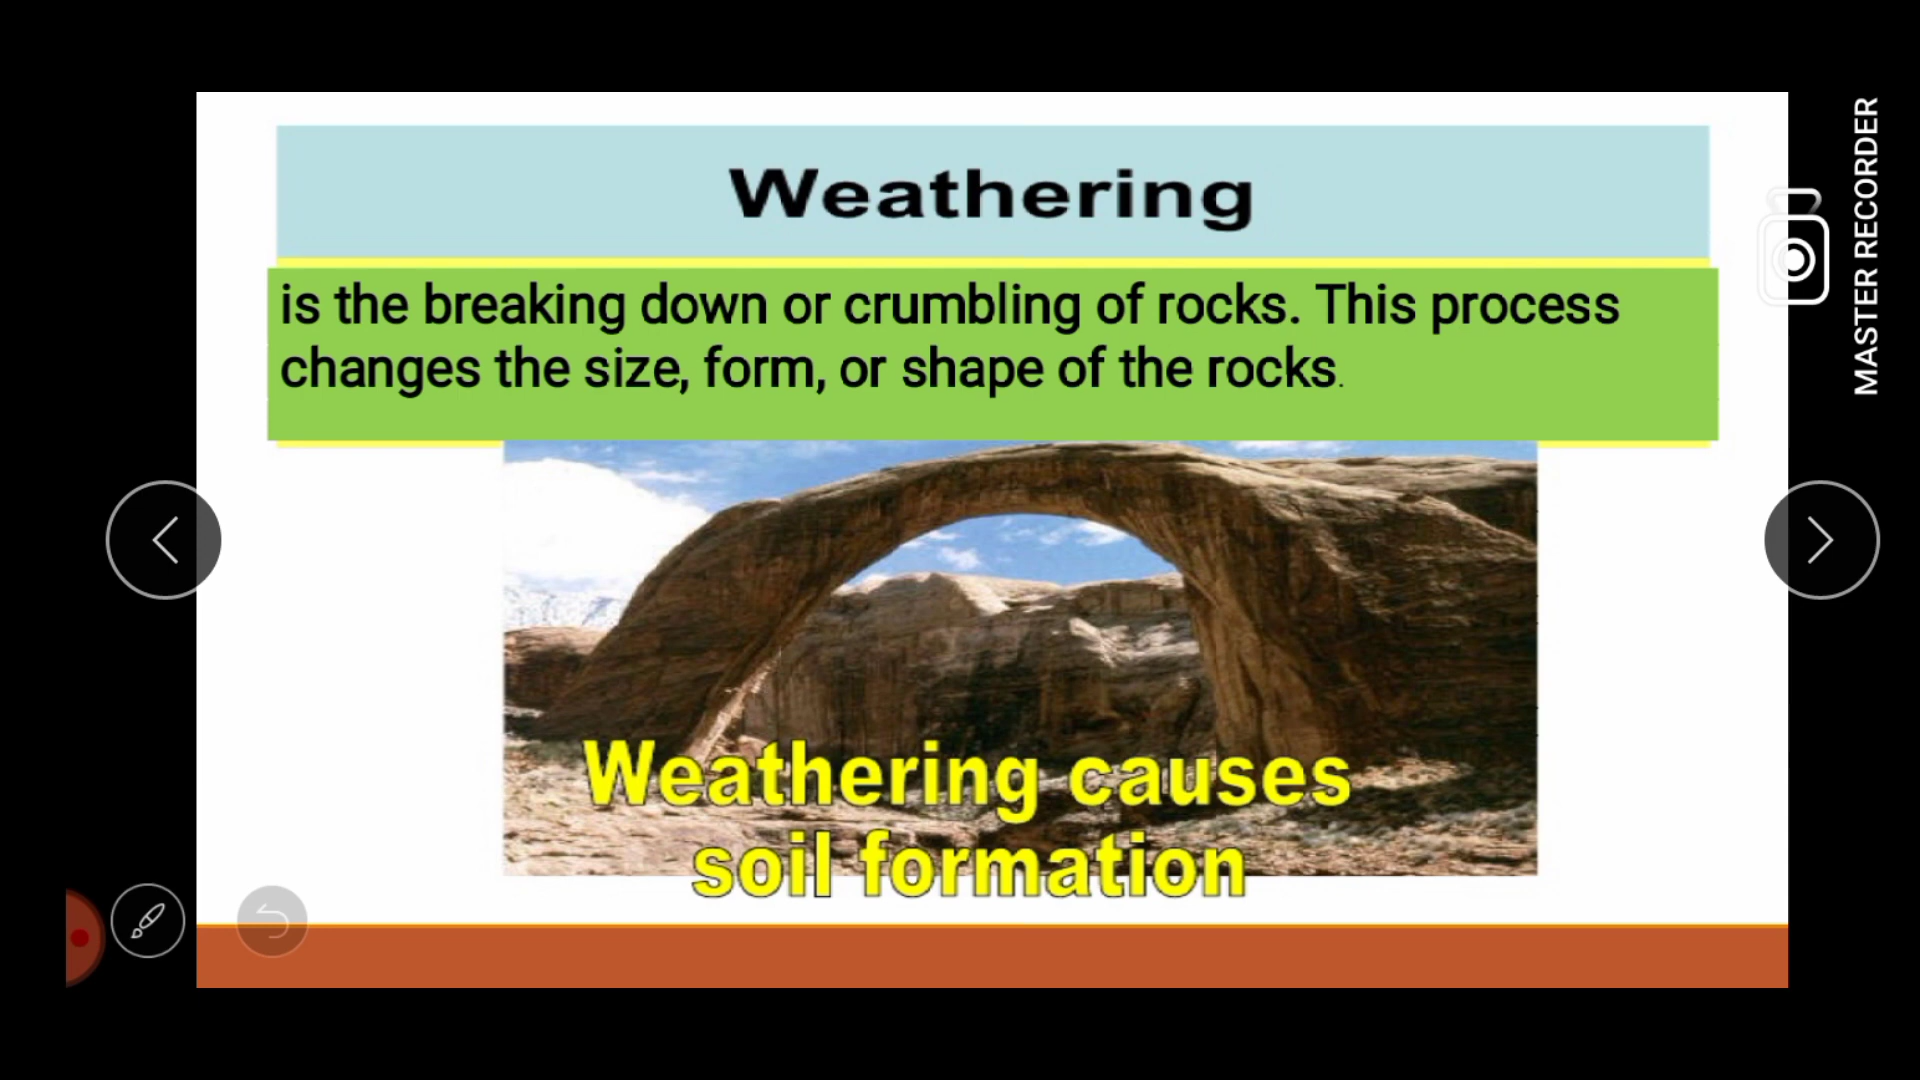 Weathering
is the breaking down or crumbling of rocks. This process
changes the size, form, or shape of the rocks.
Weathering causes
soil formation
MASTER RECORDER